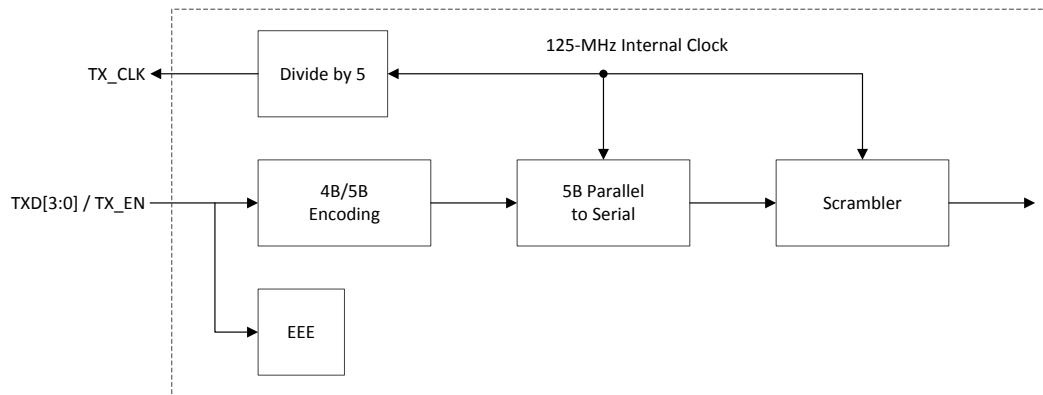 125-MHz Internal Clock
TX_CLK
Divide by 5
TXD[3:0] / TX_EN
4B/5B
Encoding
5B Parallel
to Serial
Scrambler
EEE